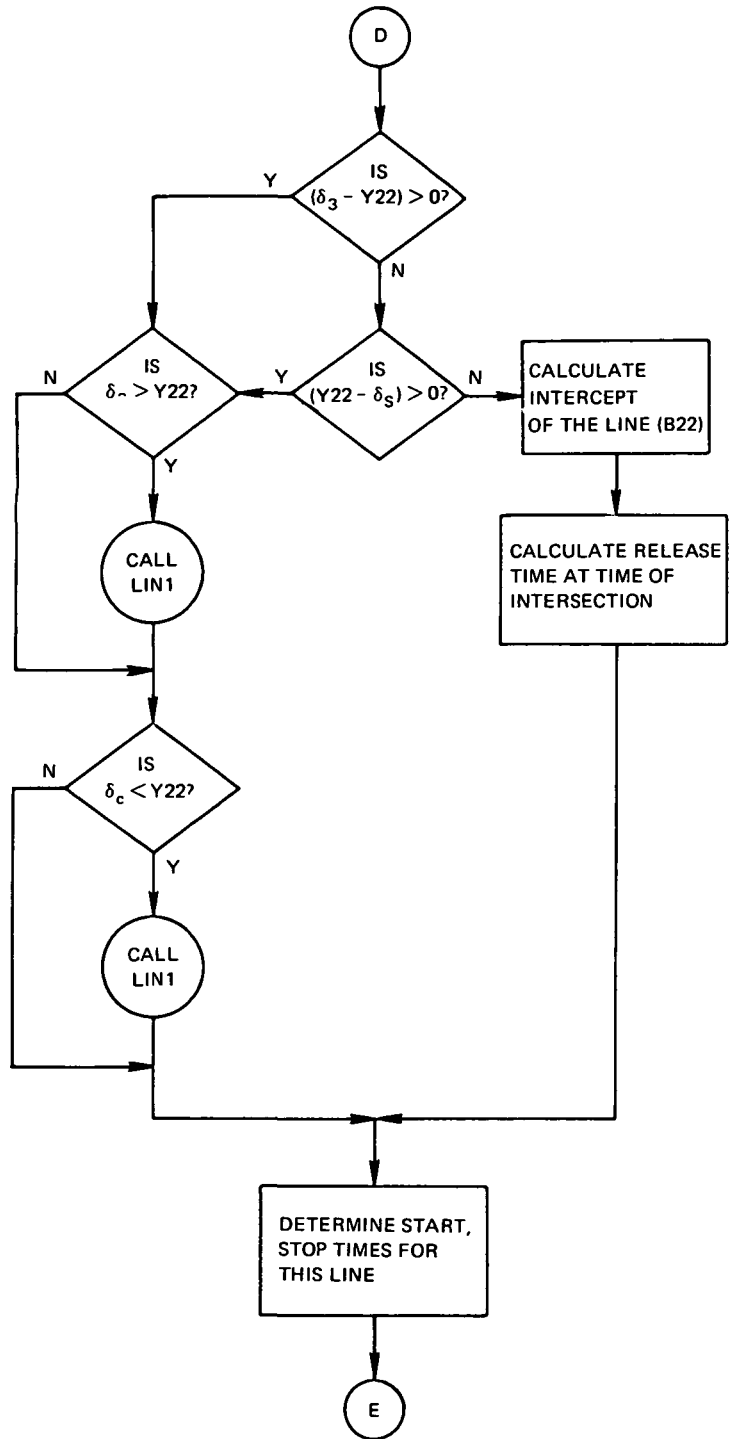 D
IS
(δ3 – Y22) > 0?
Y
N
IS
> Y22?
N
Y
IS
(Y22 – δS) > 0?
Y
N
CALCULATE
INTERCEPT
OF THE LINE (B22)
CALL
LIN1
CALCULATE RELEASE
TIME AT TIME OF
INTERSECTION
IS
δc < Y22?
N
Y
CALL
LIN1
DETERMINE START,
STOP TIMES FOR
THIS LINE
E